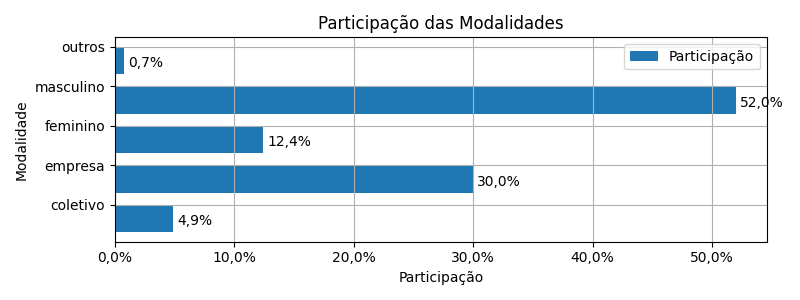 Participação das Modalidades
Modalidade
outros
0,7%
masculino
52,0%
feminino
12,4%
empresa
30,0%
coletivo
4,9%
Participação
0,0%
10,0%
20,0%
30,0%
40,0%
50,0%
Participação